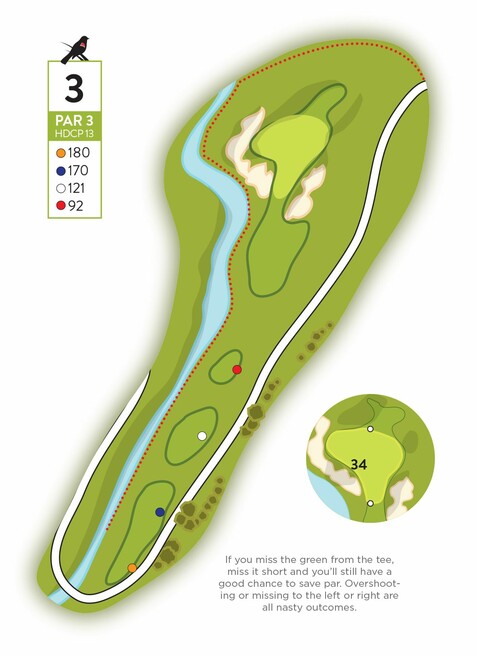 3
PAR 3
HDCP 13
180
170
121
92
34
If you miss the green from the tee,
miss it short and you'll still have a
good chance to save par. Overshoot-
ing or missing to the left or right are
all nasty outcomes.